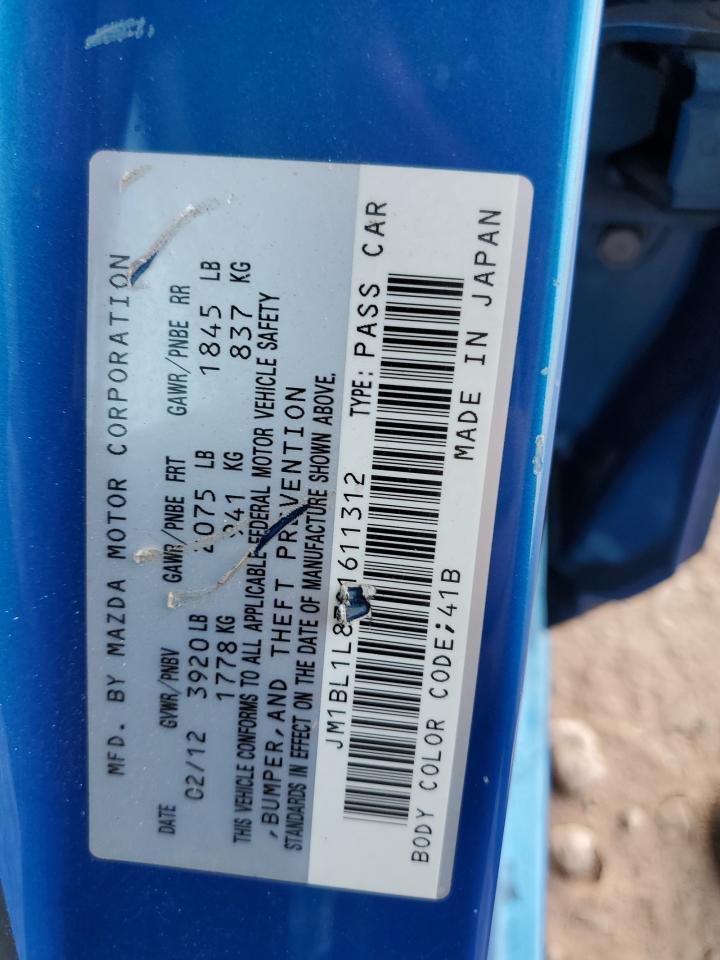 MFD. BY MAZDA MOTOR CORPORATION
DATE GVWR/PNBV GAWR/PNBE FRT GAWR/PNBE RR
02/12 3920 LB LB 1845 LB
1778 KG KG 837 KG
THIS VEHICLE CONFORMS TO ALL APPLICABLE FEDERAL MOTOR VEHICLE SAFETY
,BUMPER, AND THEFT PREVENTION
STANDARDS IN EFFECT ON THE DATE OF MANUFACTURE SHOWN ABOVE.
TYPE: PASS CAR
BODY COLOR CODE; 41B
MADE IN JAPAN